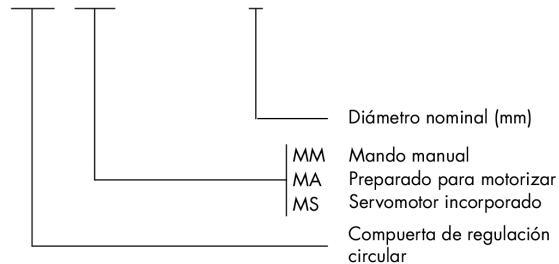 Diámetro nominal (mm)
MM Mando manual
MA Preparado para motorizar
MS Servomotor incorporado
Compuerta de regulación
circular